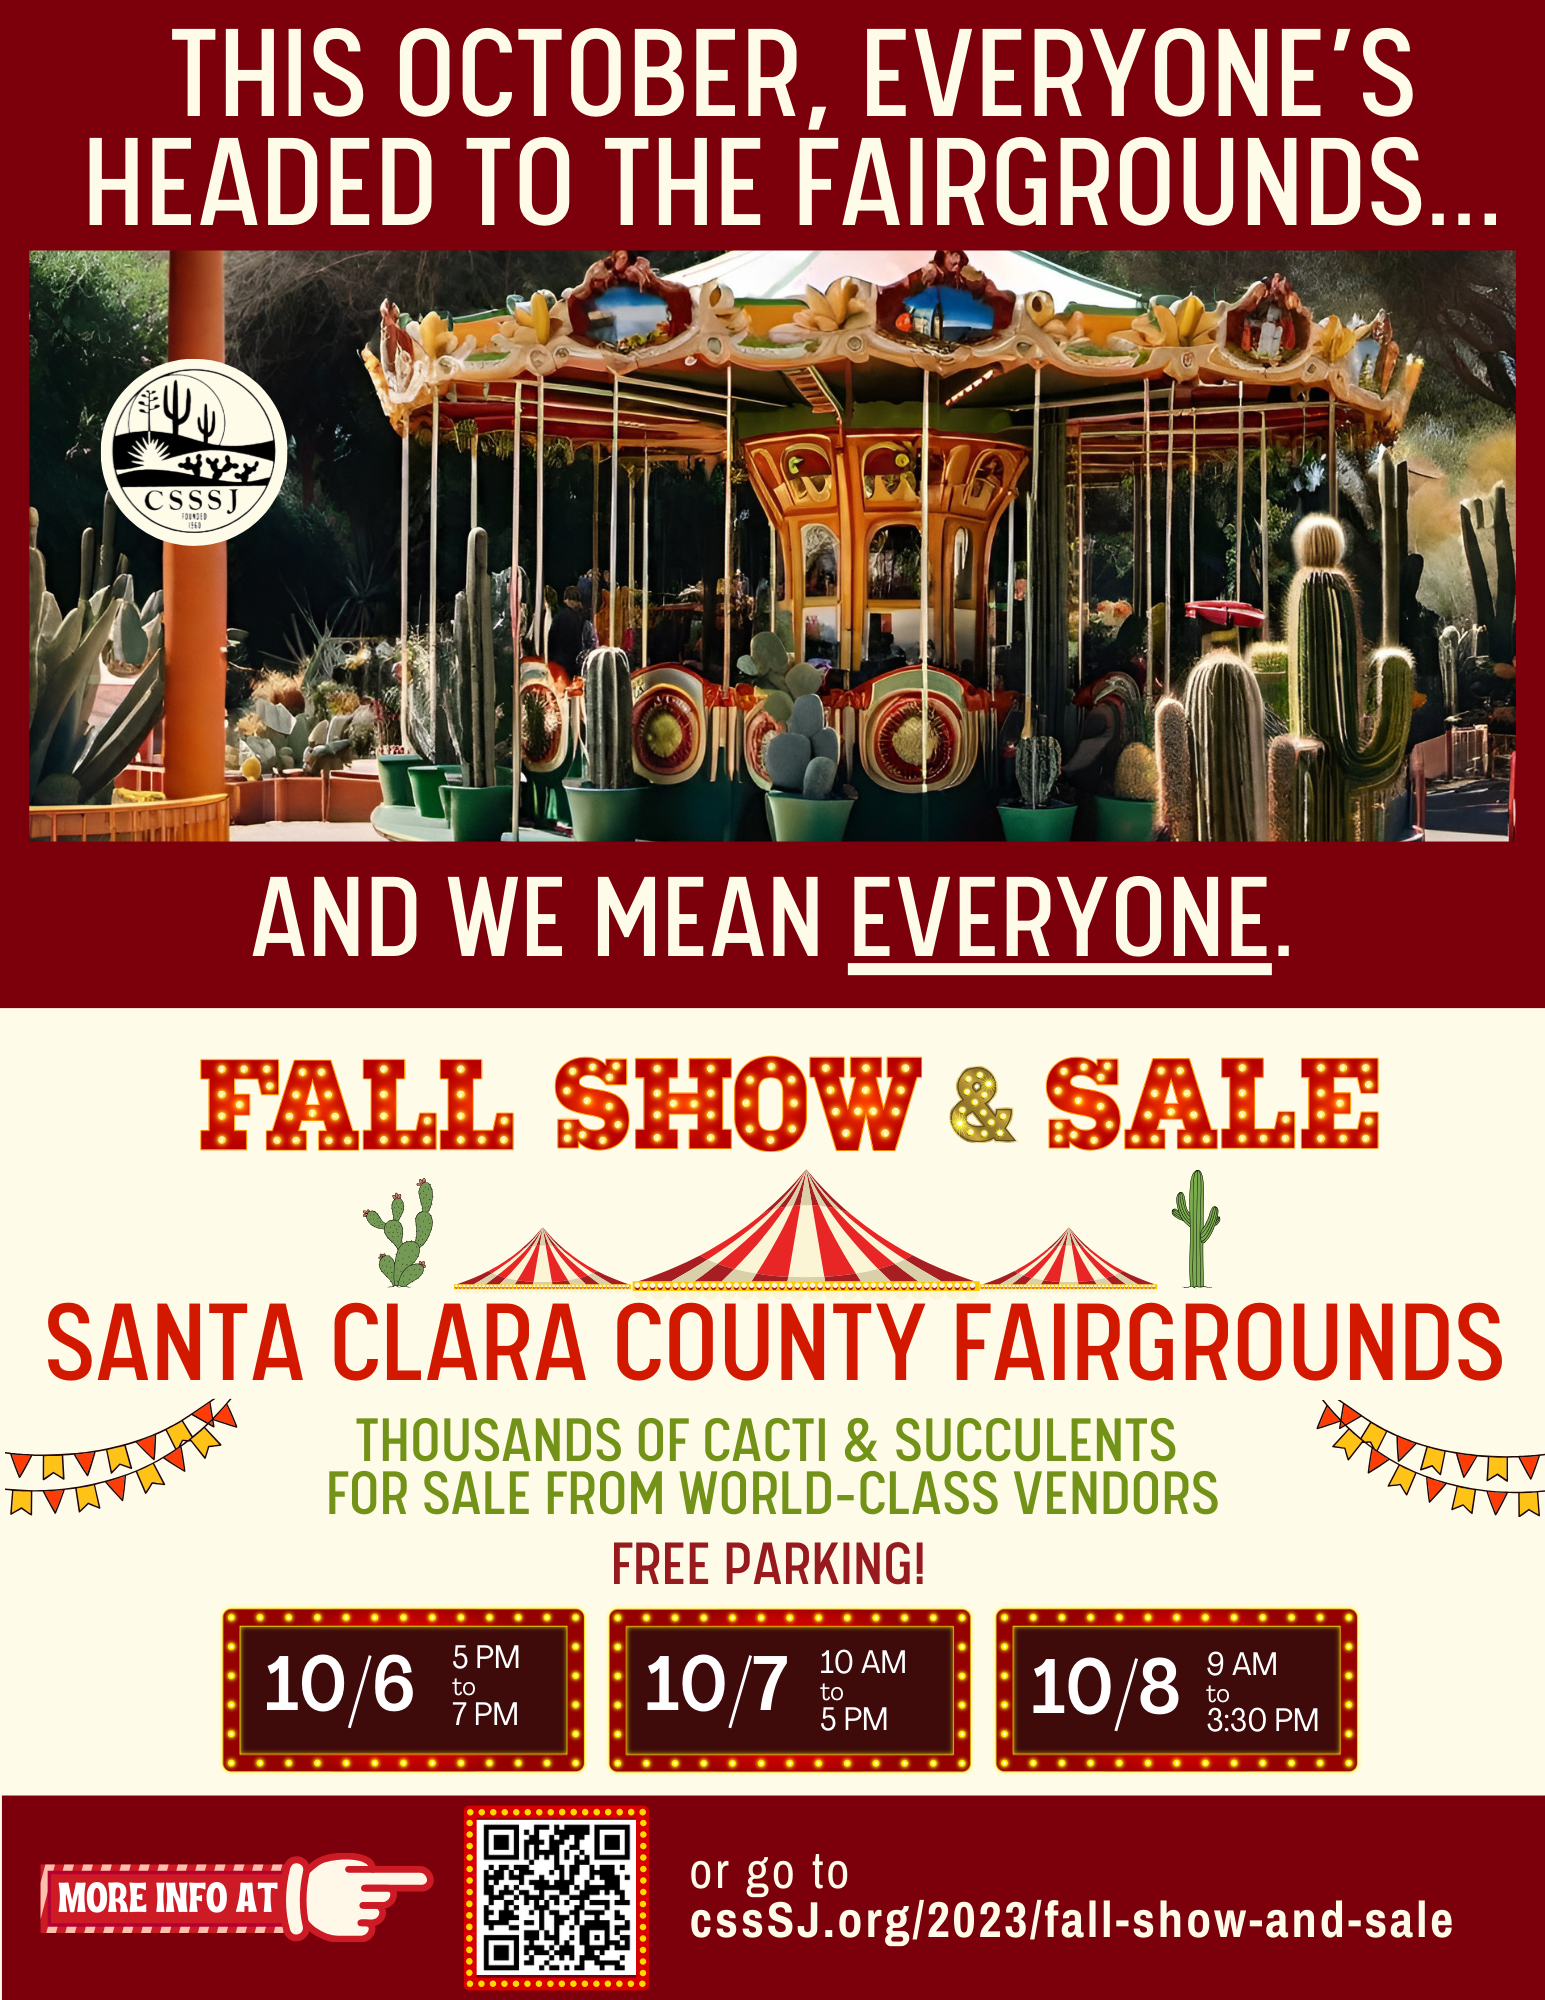 THIS OCTOBER, EVERYONE'S
HEADED TO THE FAIRGROUNDS...
CSSSJ
FOUNDED
1960
AND WE MEAN EVERYONE.
FALL SHOW & SALE
SANTA CLARA COUNTY FAIRGROUNDS
THOUSANDS OF CACTI & SUCCULENTS
FOR SALE FROM WORLD-CLASS VENDORS
FREE PARKING!
10/6
5 PM
to
7 PM
10/7
10 AM
to
5 PM
10/8
9 AM
to
3:30 PM
MORE INFO AT
or go to
cssSJ.org/2023/fall-show-and-sale